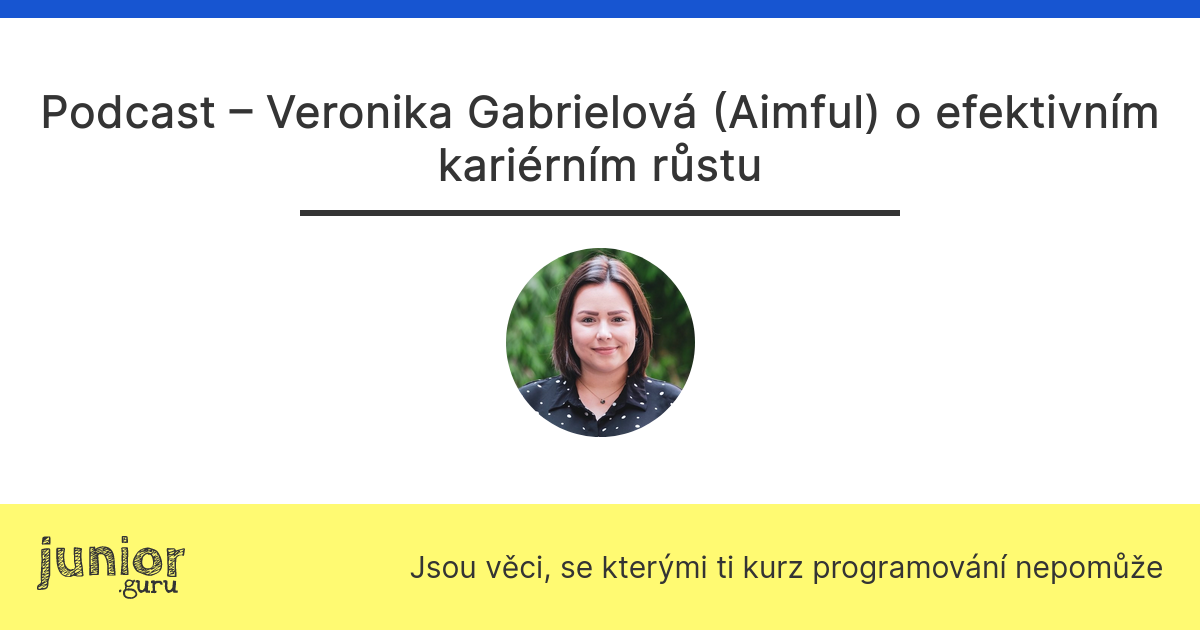 Podcast – Veronika Gabrielová (Aimful) o efektivním
kariérním růstu
junior
.guru
Jsou věci, se kterými ti kurz programování nepomůže